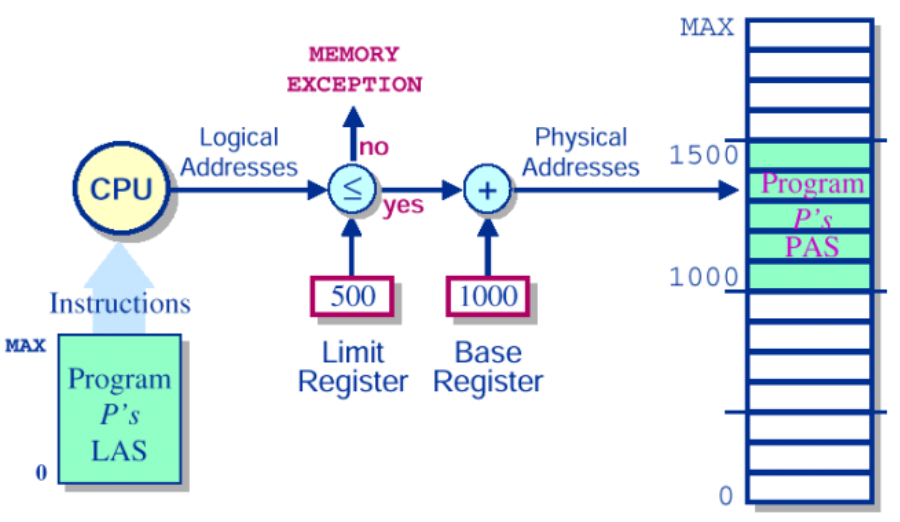 MAX
MEMORY
EXCEPTION
Logical
Addresses
no
Physical
Addresses
1500
CPU
≤
yes
+
Program
P's
PAS
1000
Instructions
500
1000
MAX
Limit
Register
Base
Register
Program
P's
LAS
0
0